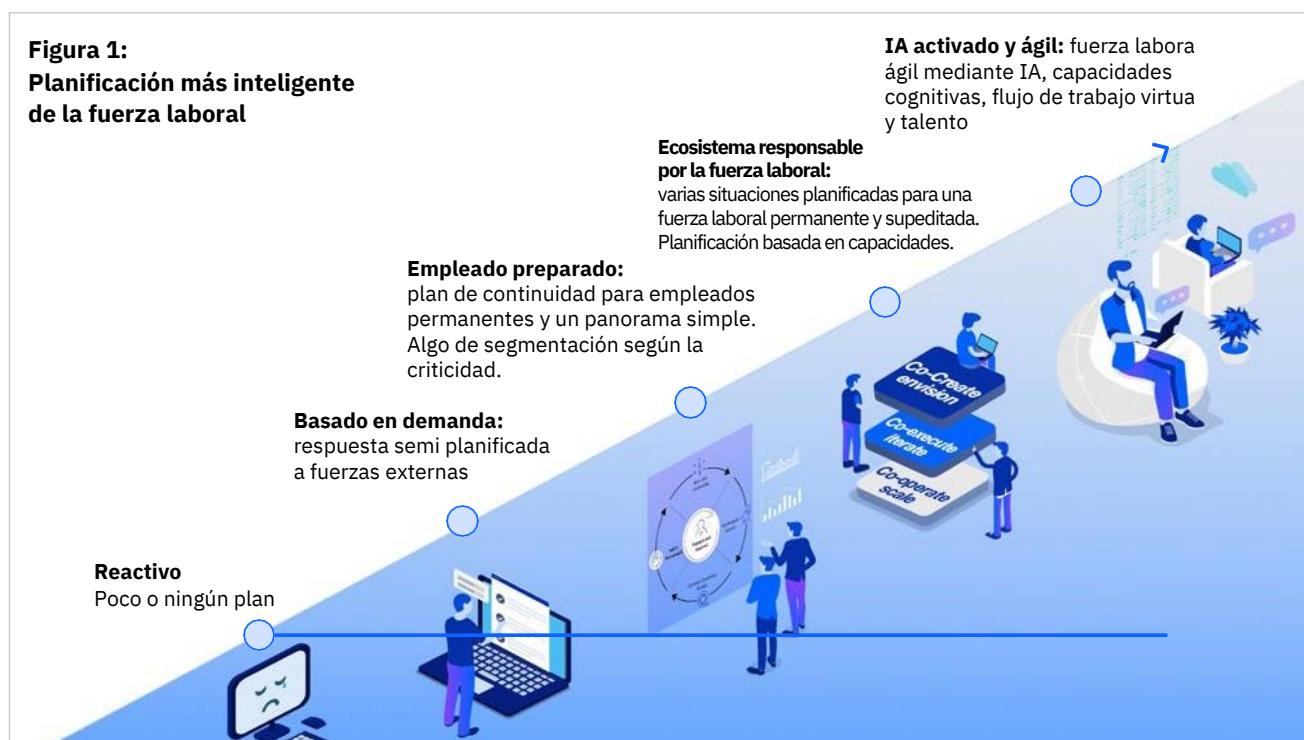 Figura 1:
Planificación más inteligente
de la fuerza laboral
IA activado y ágil: fuerza labora
ágil mediante IA, capacidades
cognitivas, flujo de trabajo virtua
y talento
Ecosistema responsable
por la fuerza laboral:
varias situaciones planificadas para una
fuerza laboral permanente y supeditada.
Planificación basada en capacidades.
Empleado preparado:
plan de continuidad para empleados
permanentes y un panorama simple.
Algo de segmentación según la
criticidad.
Basado en demanda:
respuesta semi planificada
a fuerzas externas
Reactivo
Poco o ningún plan
Co-Create
envision
Co-execute
iterate
Co-operate
scale